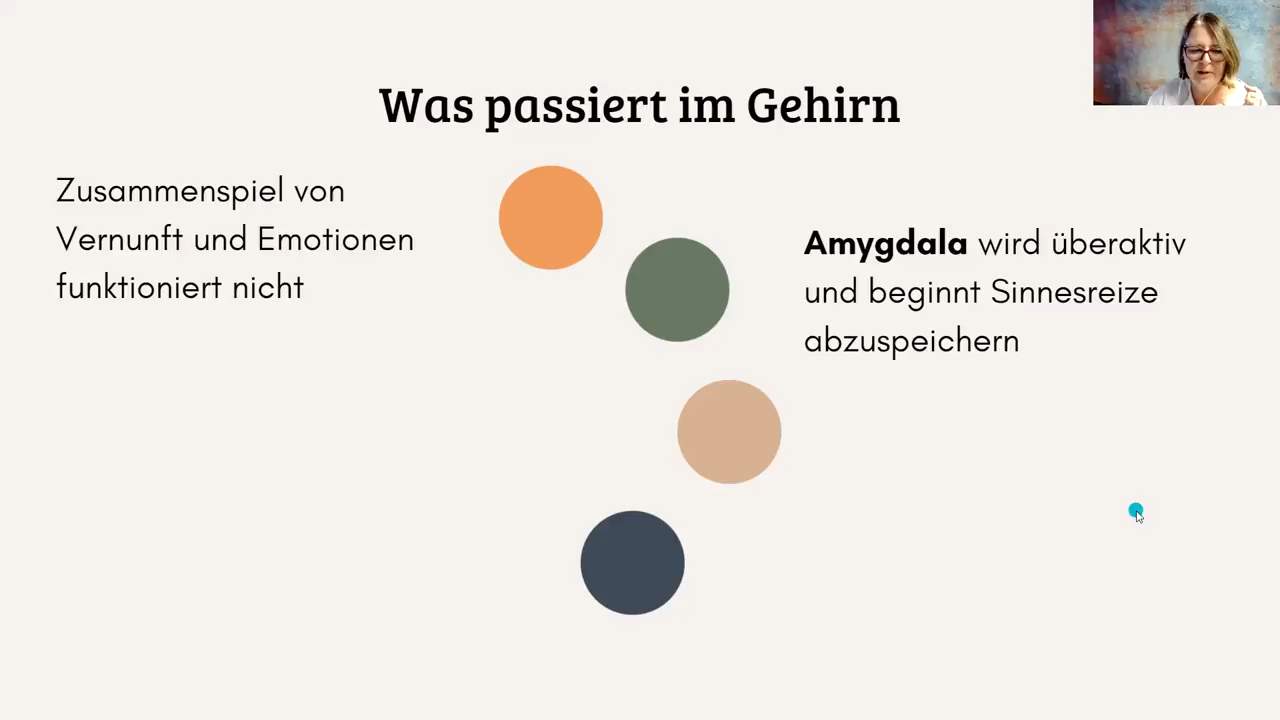 Was passiert im Gehirn
Zusammenspiel von
Vernunft und Emotionen
funktioniert nicht
Amygdala wird überaktiv
und beginnt Sinnesreize
abzuspeichern